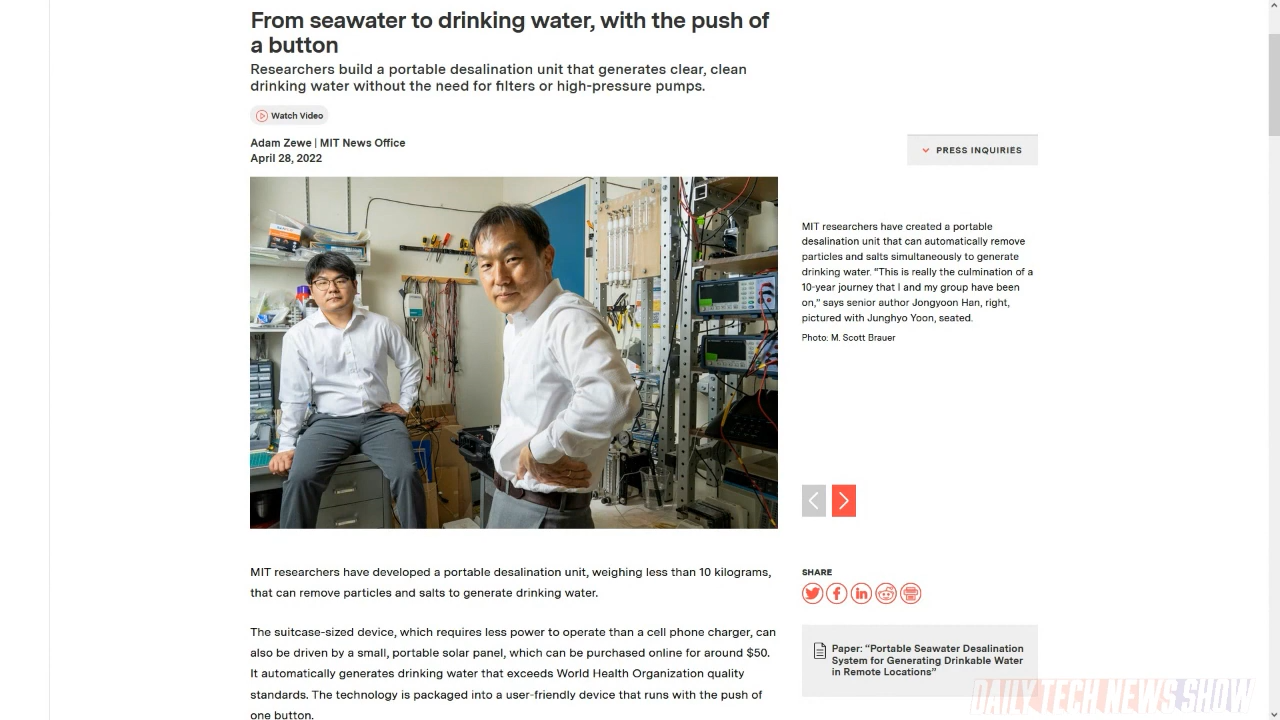 From seawater to drinking water, with the push of
a button
Researchers build a portable desalination unit that generates clear, clean
drinking water without the need for filters or high-pressure pumps.
Watch Video
Adam Zewe | MIT News Office
April 28, 2022
PRESS INQUIRIES
MIT researchers have created a portable
desalination unit that can automatically remove
particles and salts simultaneously to generate
drinking water. “This is really the culmination of a
10-year journey that I and my group have been
on,” says senior author Jongyoon Han, right,
pictured with Junghyo Yoon, seated.
Photo: M. Scott Brauer
MIT researchers have developed a portable desalination unit, weighing less than 10 kilograms,
that can remove particles and salts to generate drinking water.
The suitcase-sized device, which requires less power to operate than a cell phone charger, can
also be driven by a small, portable solar panel, which can be purchased online for around $50.
It automatically generates drinking water that exceeds World Health Organization quality
standards. The technology is packaged into a user-friendly device that runs with the push of
one button.
SHARE
Paper: “Portable Seawater Desalination
System for Generating Drinkable Water
in Remote Locations”
DAILY TECH NEWS SHOW